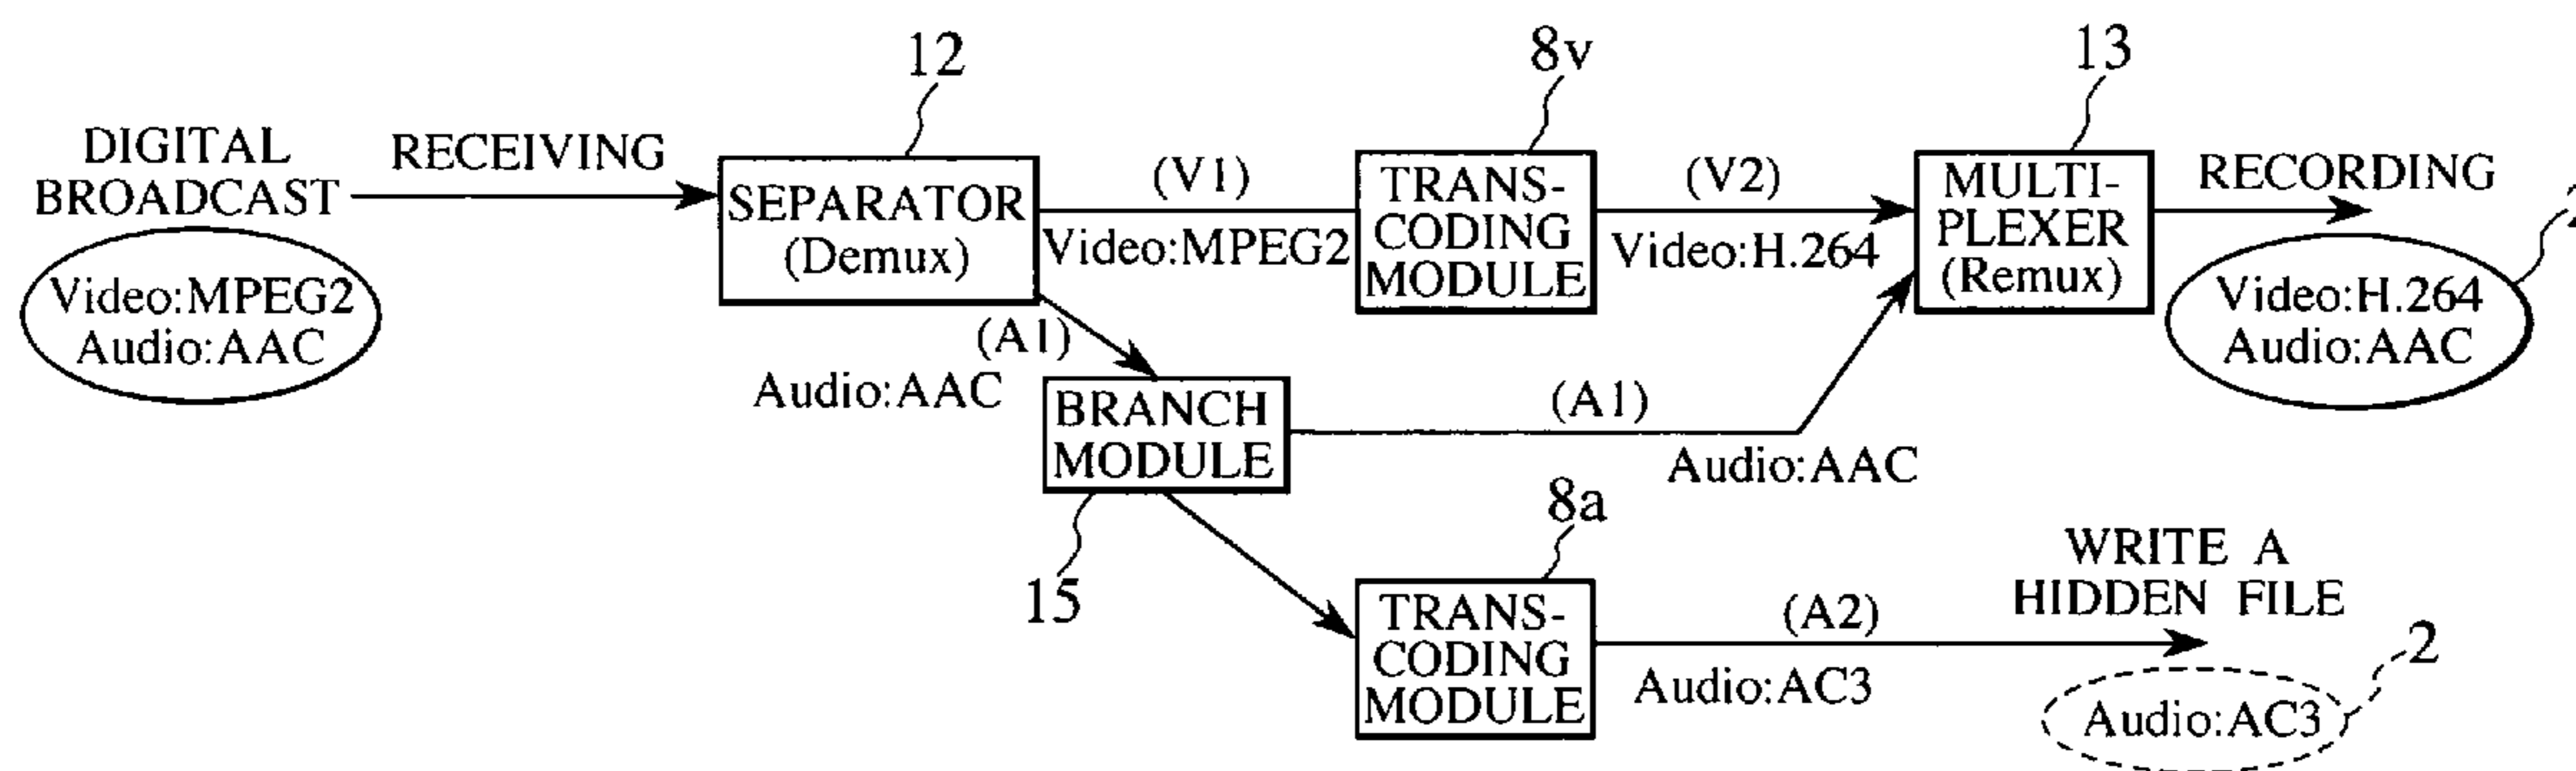 12
8v
13
DIGITAL
BROADCAST
RECEIVING
Video:MPEG2
Audio:AAC
SEPARATOR
(Demux)
(V1)
Video:MPEG2
TRANS-
CODING
MODULE
(V2)
Video:H.264
MULTI-
PLEXER
(Remux)
RECORDING
Video:H.264
Audio:AAC
(A1)
Audio:AAC
BRANCH
MODULE
15
(A1)
Audio:AAC
8a
TRANS-
CODING
MODULE
(A2)
Audio:AC3
WRITE A
HIDDEN FILE
2
Audio:AC3